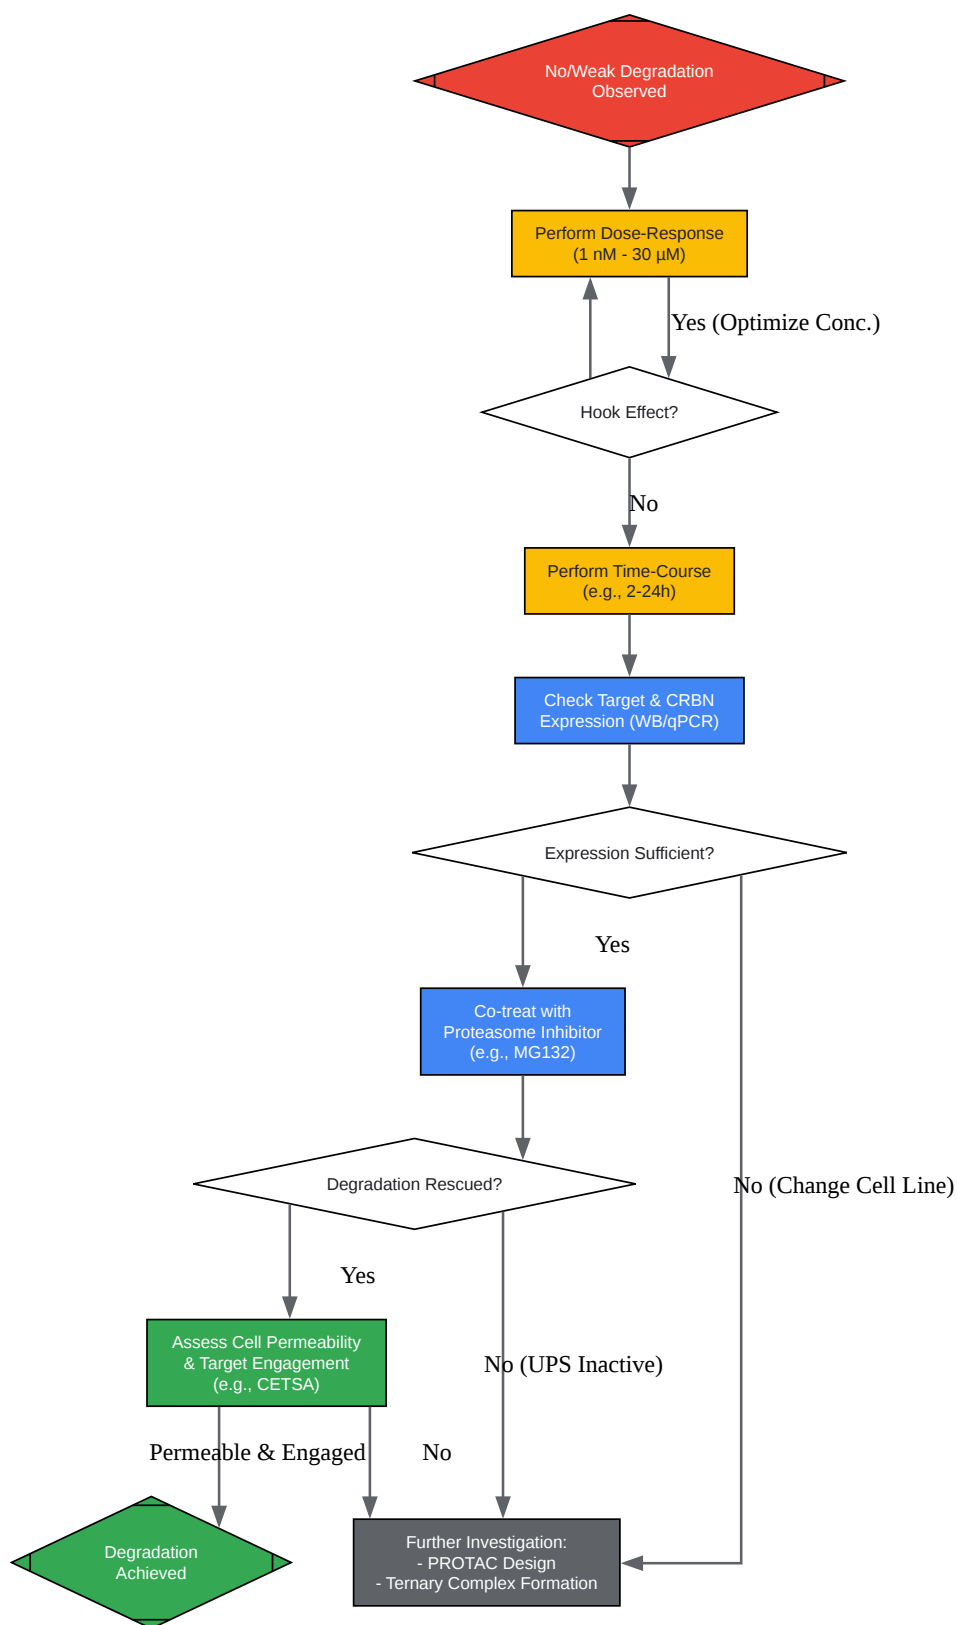 No/Weak Degradation
Observed
Perform Dose-Response
(1 nM - 30 µM)
Yes (Optimize Conc.)
Hook Effect?
No
Perform Time-Course
(e.g., 2-24h)
Check Target & CRBN
Expression (WB/qPCR)
Expression Sufficient?
Yes
Co-treat with
Proteasome Inhibitor
(e.g., MG132)
Degradation Rescued?
No (Change Cell Line)
Yes
Assess Cell Permeability
& Target Engagement
(e.g., CETSA)
No (UPS Inactive)
Permeable & Engaged
No
Degradation
Achieved
Further Investigation:
- PROTAC Design
- Ternary Complex Formation